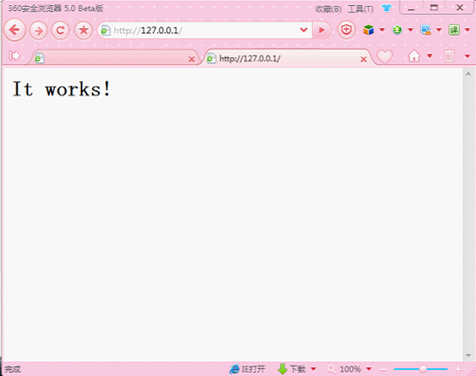 360安全浏览器 5.0 Beta版
收藏(B) 工具(T)
http://127.0.0.1/
http://127.0.0.1/
It works!
完成
IE打开 下载 100%